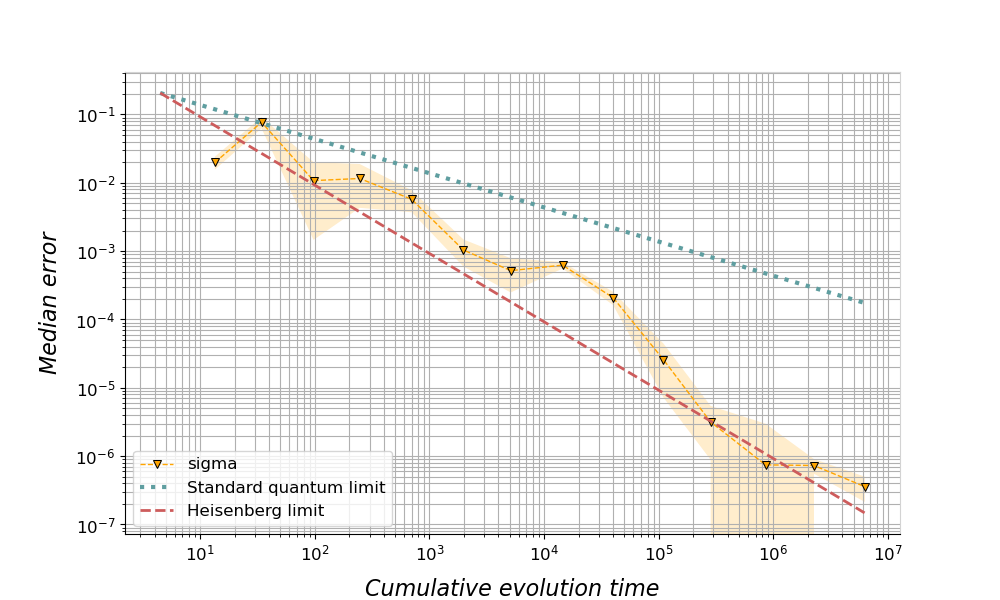 Median error
10⁻¹
10⁻²
10⁻³
10⁻⁴
10⁻⁵
10⁻⁶
10⁻⁷
sigma
Standard quantum limit
Heisenberg limit
10¹ 10² 10³ 10⁴ 10⁵ 10⁶ 10⁷
Cumulative evolution time